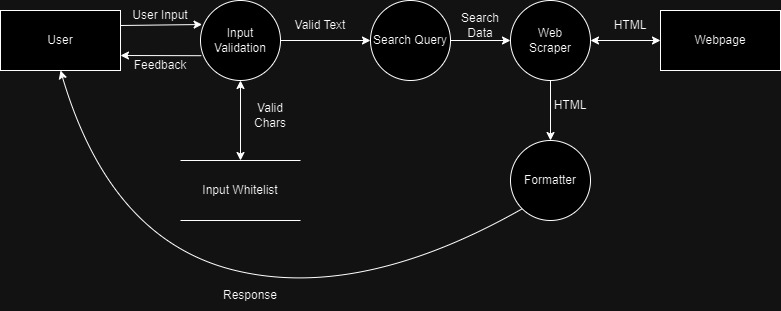 User Input
User
Feedback
Input
Validation
Valid Text
Search Query
Search
Data
Web
Scraper
HTML
Webpage
Valid
Chars
HTML
Input Whitelist
Formatter
Response